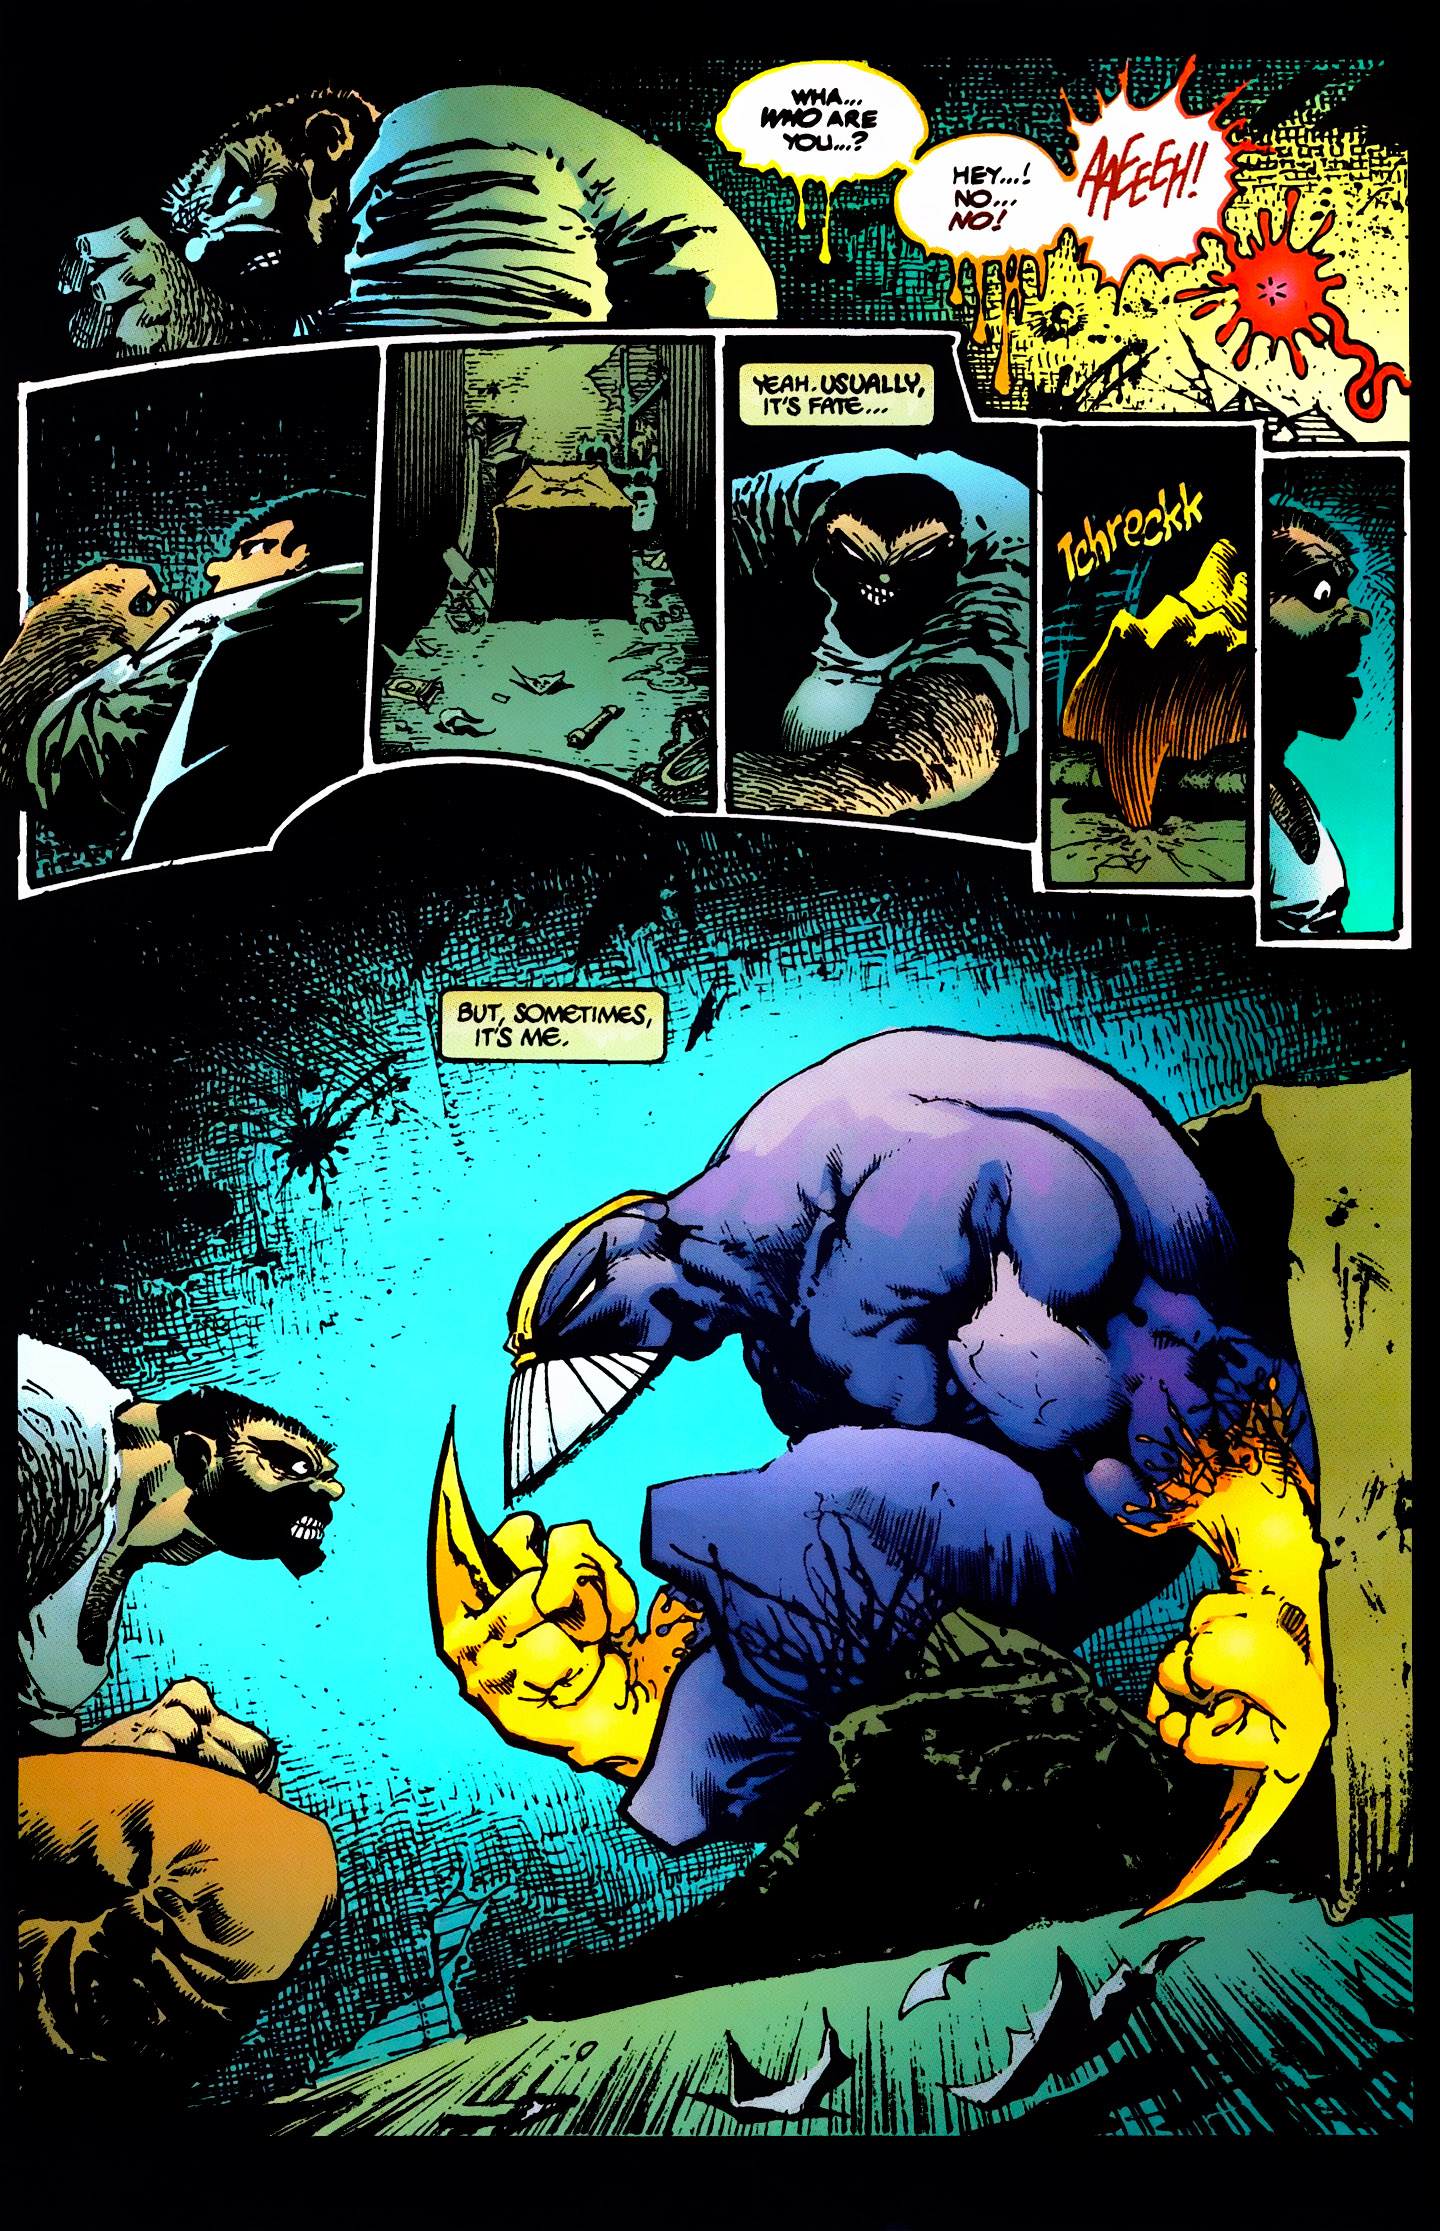 WHA...
WHO ARE
YOU...?
HEY...!
NO...
NO!
AAEEEH!
YEAH. USUALLY,
IT'S FATE...
Tchreckk
BUT, SOMETIMES,
IT'S ME.